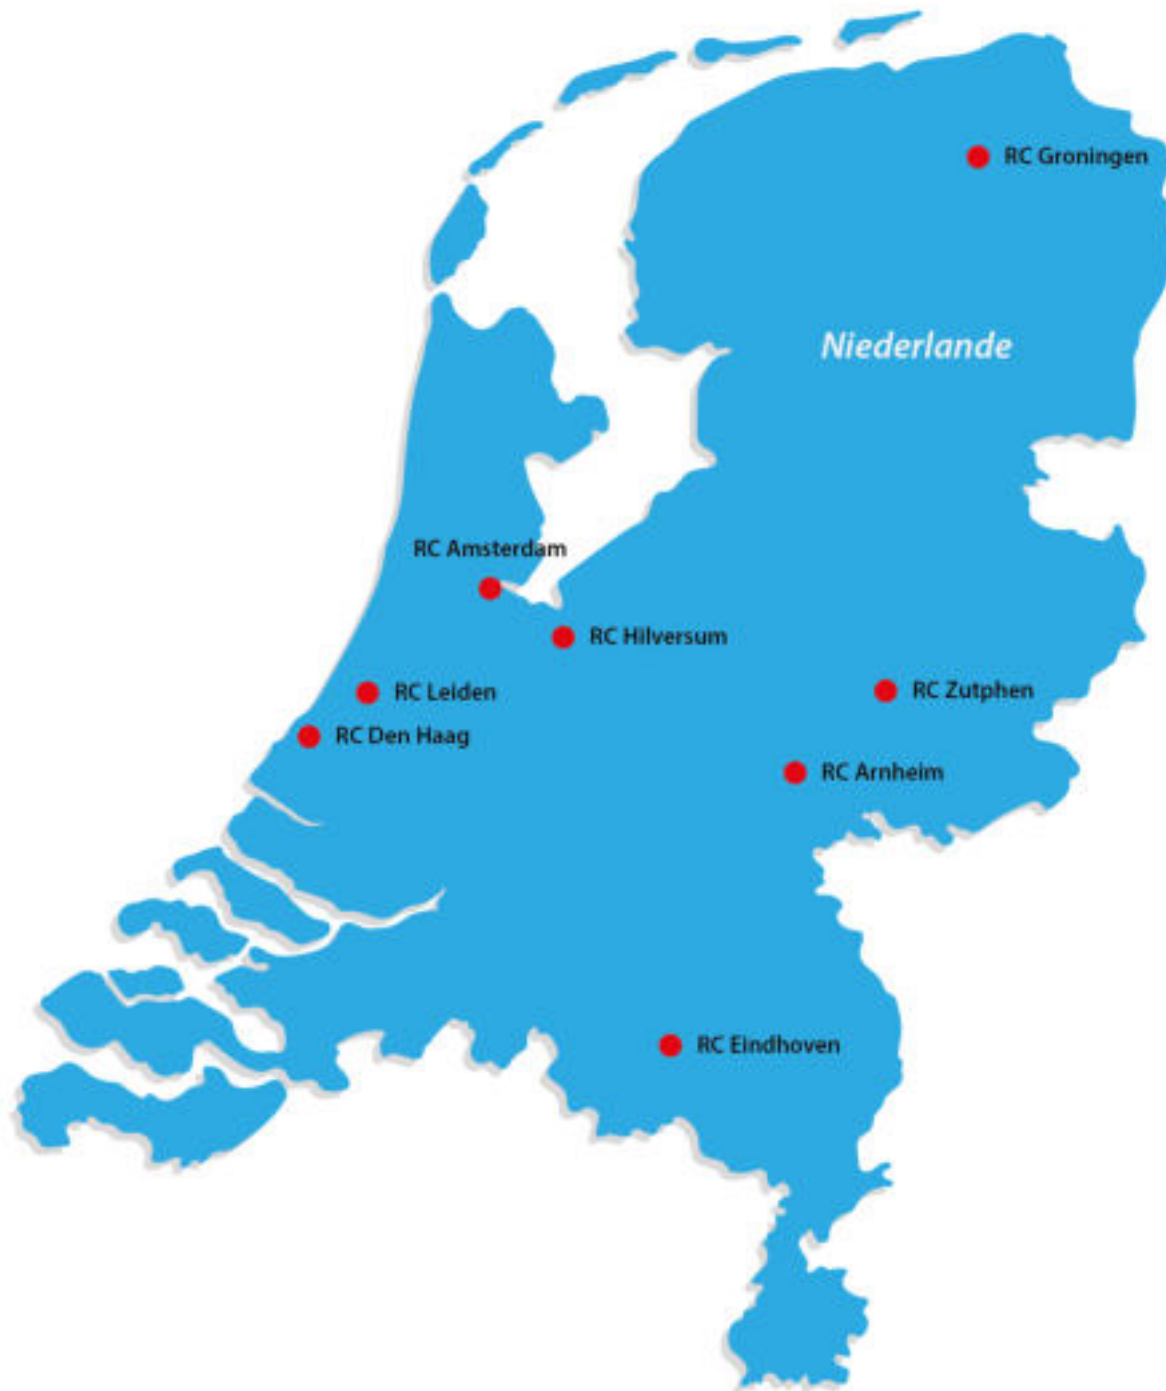 RC Groningen
Niederlande
RC Amsterdam
RC Hilversum
RC Leiden
RC Zutphen
RC Den Haag
RC Arnheim
RC Eindhoven